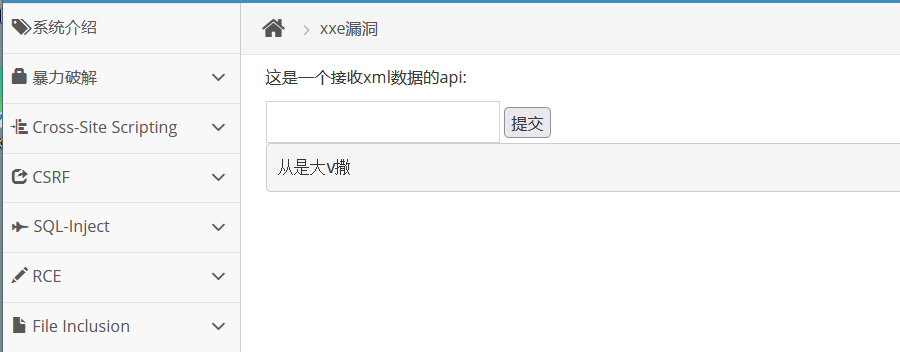 系统介绍
暴力破解
Cross-Site Scripting
CSRF
SQL-Inject
RCE
File Inclusion
xxe漏洞
这是一个接收xml数据的api:
提交
从是大v撒